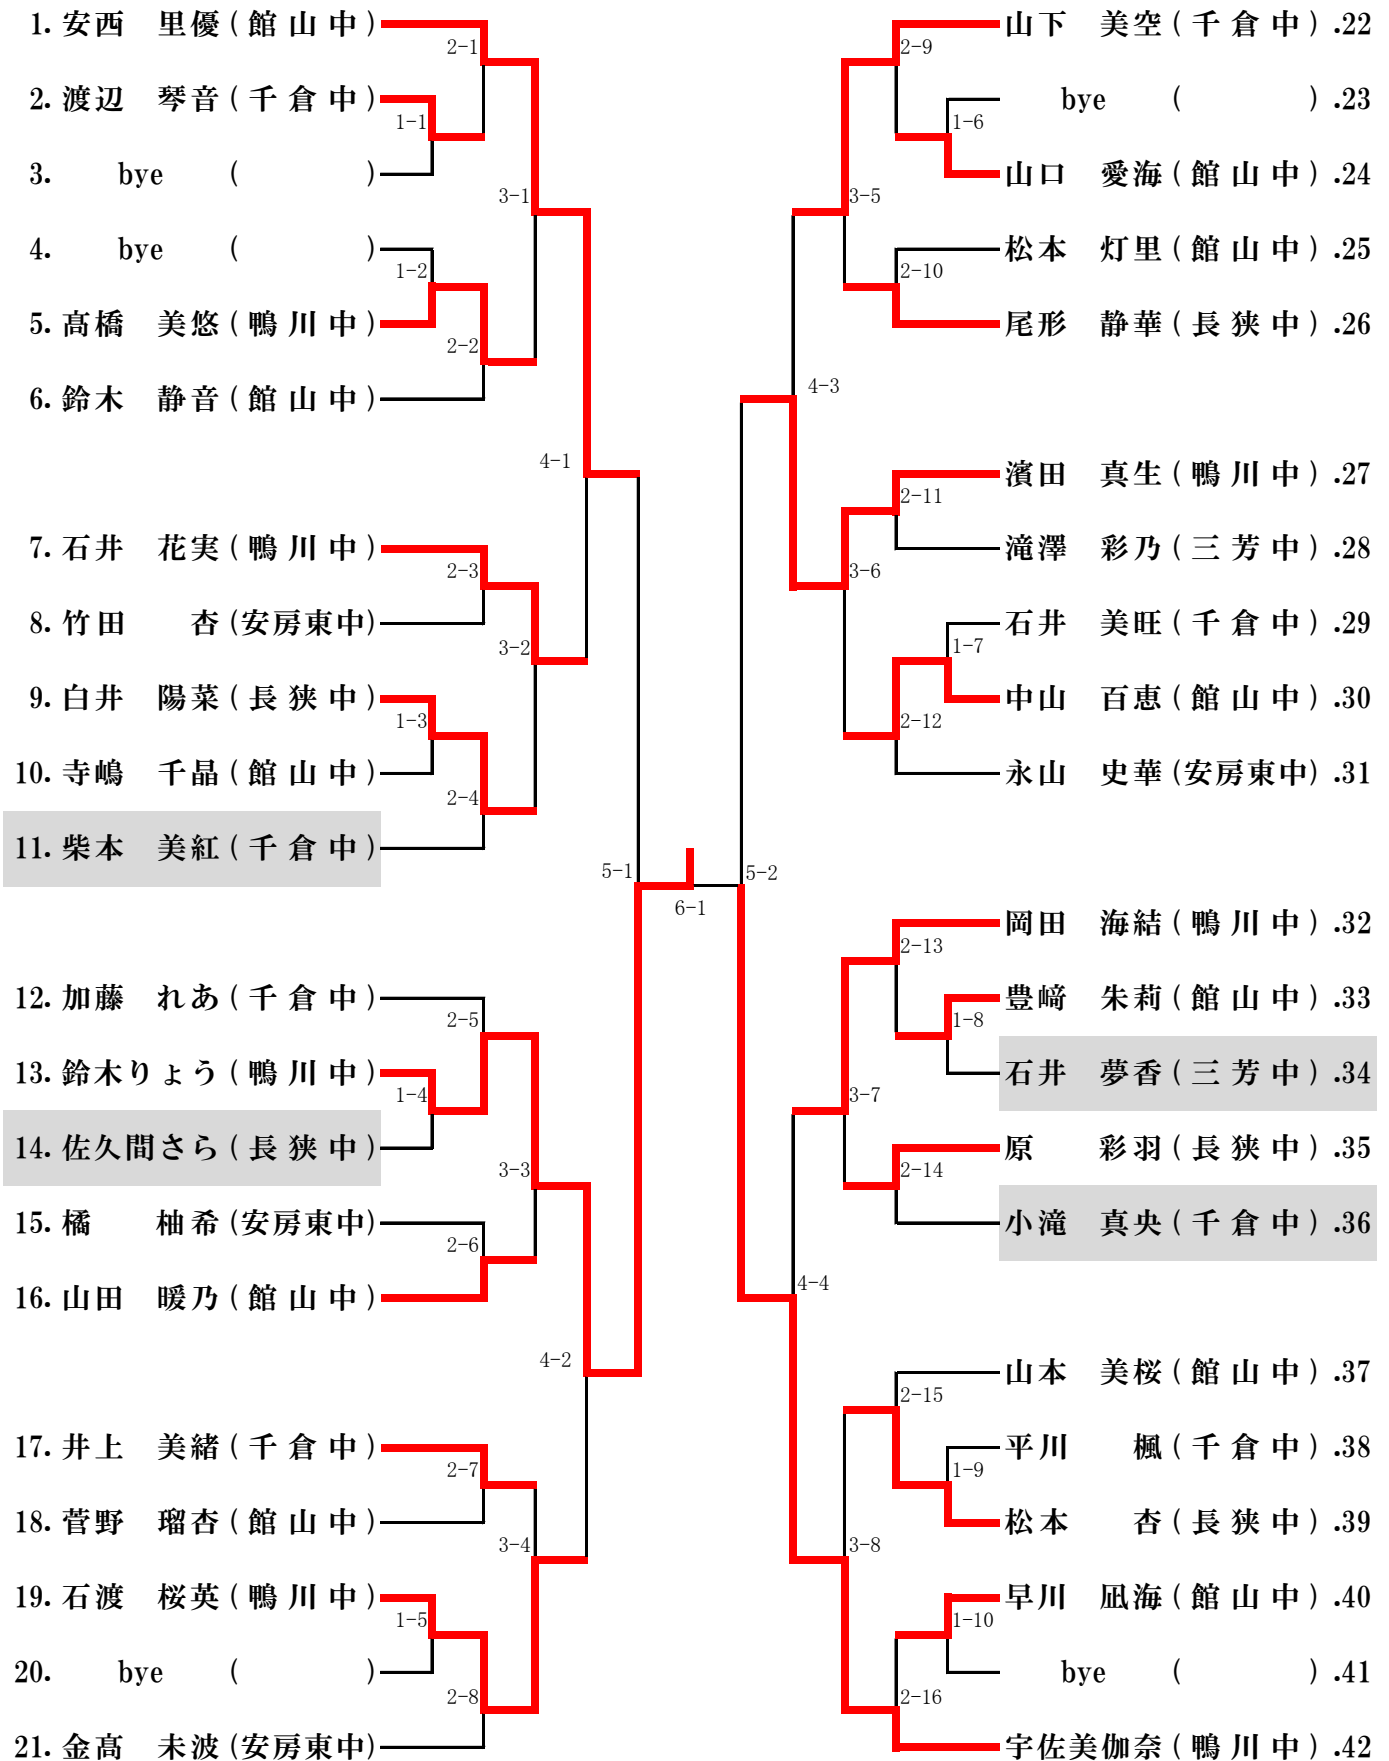 1. 安西　里優 ( 館 山 中 )
2-1
2. 渡辺　琴音 ( 千 倉 中 )
1-1
3. bye (　　　)
3-1
4. bye (　　　)
1-2
5. 髙橋　美悠 ( 鴨 川 中 )
2-2
6. 鈴木　静音 ( 館 山 中 )
4-1
7. 石井　花実 ( 鴨 川 中 )
2-3
8. 竹田　　杏 (安房東中)
3-2
9. 白井　陽菜 ( 長 狭 中 )
1-3
10. 寺嶋　千晶 ( 館 山 中 )
2-4
11. 柴本　美紅 ( 千 倉 中 )
5-1
6-1
12. 加藤　れあ ( 千 倉 中 )
2-5
13. 鈴木りょう ( 鴨 川 中 )
1-4
14. 佐久間さら ( 長 狭 中 )
3-3
15. 橘　　柚希 (安房東中)
2-6
16. 山田　暖乃 ( 館 山 中 )
4-2
17. 井上　美緒 ( 千 倉 中 )
2-7
18. 菅野　瑠杏 ( 館 山 中 )
3-4
19. 石渡　桜英 ( 鴨 川 中 )
1-5
20. bye (　　　)
2-8
21. 金髙　未波 (安房東中)
山下　美空 ( 千 倉 中 ) .22
2-9
bye (　　　) .23
1-6
山口　愛海 ( 館 山 中 ) .24
3-5
松本　灯里 ( 館 山 中 ) .25
2-10
尾形　静華 ( 長 狭 中 ) .26
4-3
濱田　真生 ( 鴨 川 中 ) .27
2-11
滝澤　彩乃 ( 三 芳 中 ) .28
3-6
石井　美旺 ( 千 倉 中 ) .29
1-7
中山　百恵 ( 館 山 中 ) .30
2-12
永山　史華 (安房東中) .31
5-2
岡田　海結 ( 鴨 川 中 ) .32
2-13
豊﨑　朱莉 ( 館 山 中 ) .33
1-8
石井　夢香 ( 三 芳 中 ) .34
3-7
原　　彩羽 ( 長 狭 中 ) .35
2-14
小滝　真央 ( 千 倉 中 ) .36
4-4
山本　美桜 ( 館 山 中 ) .37
2-15
平川　　楓 ( 千 倉 中 ) .38
1-9
松本　　杏 ( 長 狭 中 ) .39
3-8
早川　凪海 ( 館 山 中 ) .40
1-10
bye (　　　) .41
2-16
宇佐美伽奈 ( 鴨 川 中 ) .42